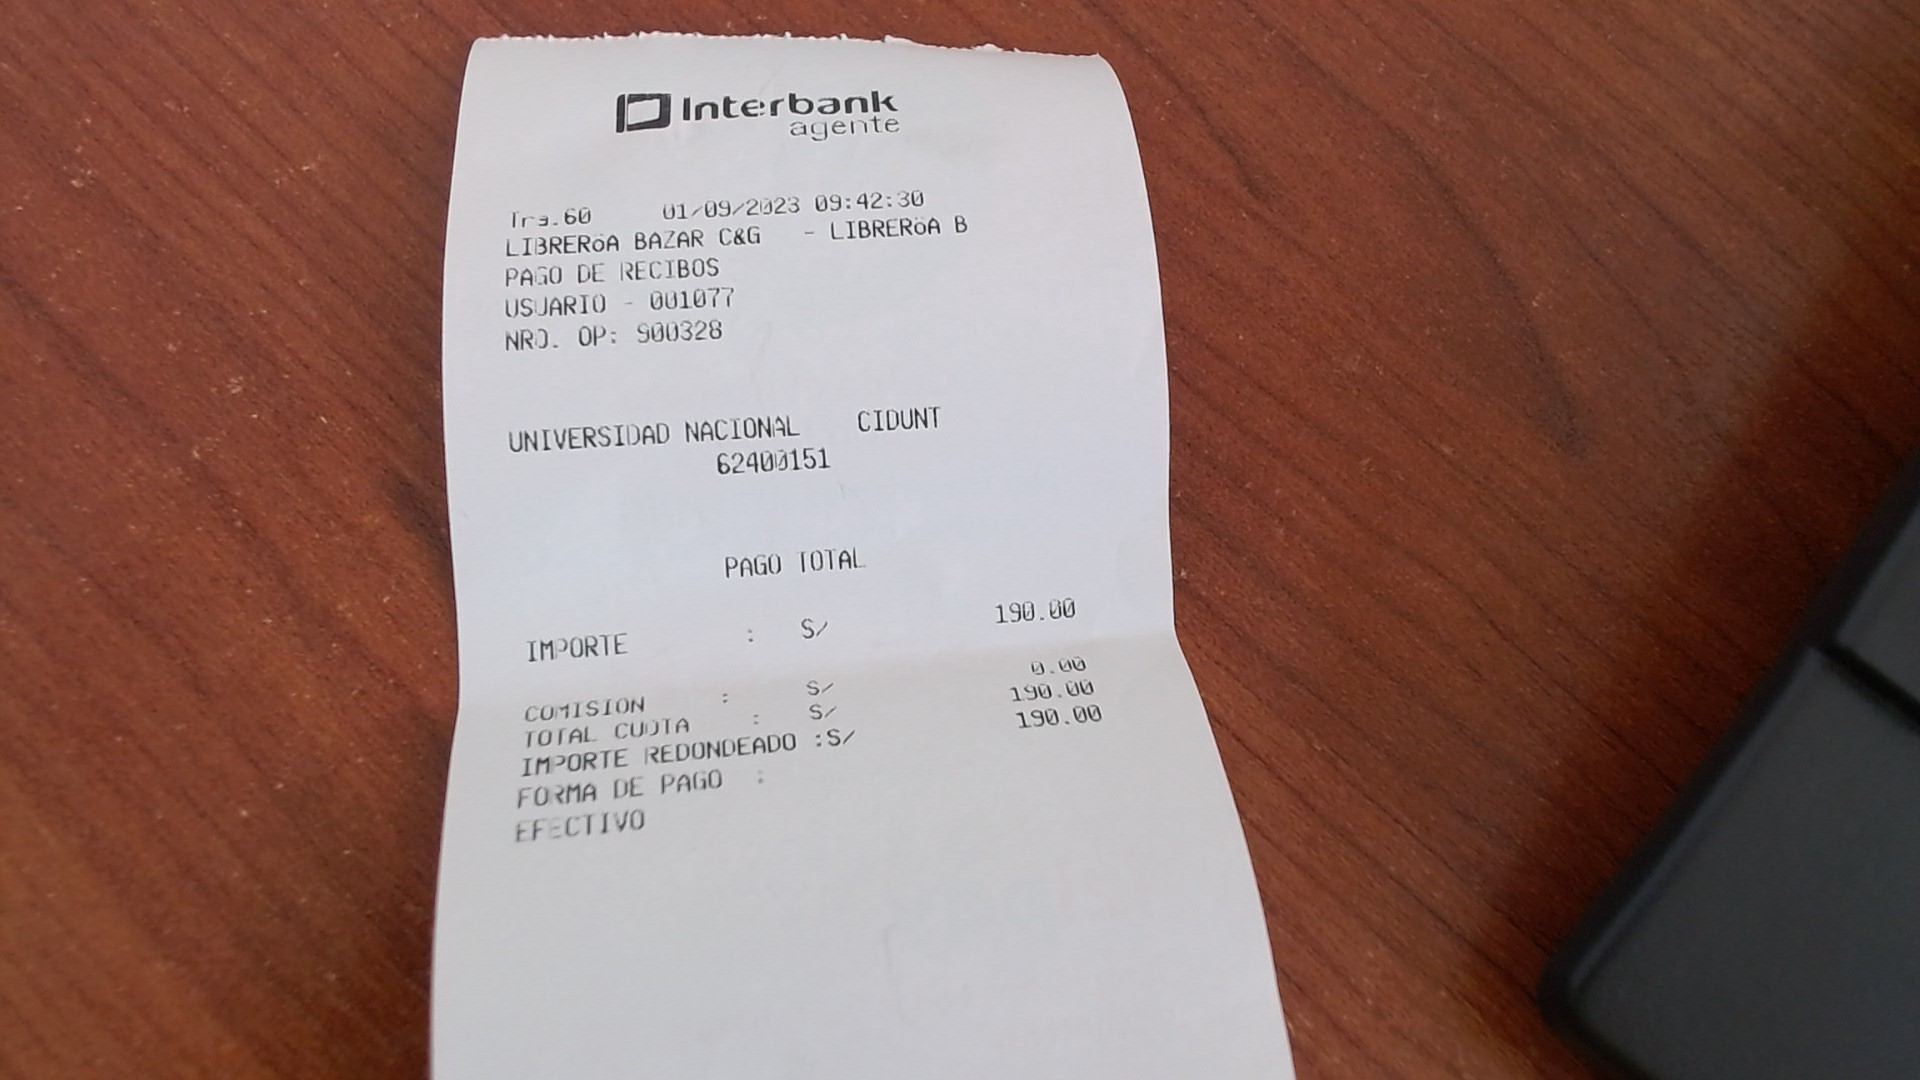 Interbank
agente
Tra.60 01/09/2023 09:42:30
LIBRERöA BAZAR C&G - LIBRERöA B
PAGO DE RECIBOS
USUARIO - 001077
NRO. OP: 900328
UNIVERSIDAD NACIONAL CIDUNT
62400151
PAGO TOTAL
IMPORTE : S/ 190.00
COMISION : S/ 0.00
TOTAL CUOTA : S/ 190.00
IMPORTE REDONDEADO :S/ 190.00
FORMA DE PAGO :
EFECTIVO